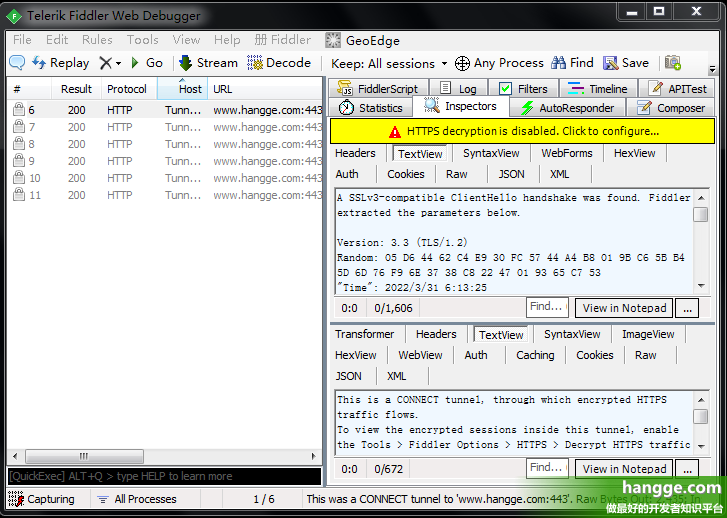 Telerik Fiddler Web Debugger
File Edit Rules Tools View Help 册 Fiddler GeoEdge
Replay Go Stream Decode Keep: All sessions Any Process Find Save
# Result Protocol Host URL
6 200 HTTP Tunn... www.hangge.com:443
7 200 HTTP Tunn... www.hangge.com:443
8 200 HTTP Tunn... www.hangge.com:443
9 200 HTTP Tunn... www.hangge.com:443
10 200 HTTP Tunn... www.hangge.com:443
11 200 HTTP Tunn... www.hangge.com:443
[QuickExec] ALT+Q > type HELP to learn more
FiddlerScript Log Filters Timeline APITest
Statistics Inspectors AutoResponder Composer
HTTPS decryption is disabled. Click to configure...
Headers TextView SyntaxView WebForms HexView
Auth Cookies Raw JSON XML
A SSLv3-compatible ClientHello handshake was found. Fiddler
extracted the parameters below.
Version: 3.3 (TLS/1.2)
Random: 05 D6 44 62 C4 E9 30 FC 57 44 A4 B8 01 9B C6 5B B4
5D 6D 76 F9 6E 37 38 C8 22 47 01 93 65 C7 53
"Time": 2022/3/31 6:13:25
0:0 0/1,606 Find... View in Notepad ...
Transformer Headers TextView SyntaxView ImageView
HexView WebView Auth Caching Cookies Raw
JSON XML
This is a CONNECT tunnel, through which encrypted HTTPS
traffic flows.
To view the encrypted sessions inside this tunnel, enable
the Tools > Fiddler Options > HTTPS > Decrypt HTTPS traffic
0:0 0/672 Find... View in Notepad ...
Capturing All Processes 1 / 6 This was a CONNECT tunnel to 'www.hangge.com:443'. Raw Bytes Out: In
hangge.com
做最好的开发者知识平台